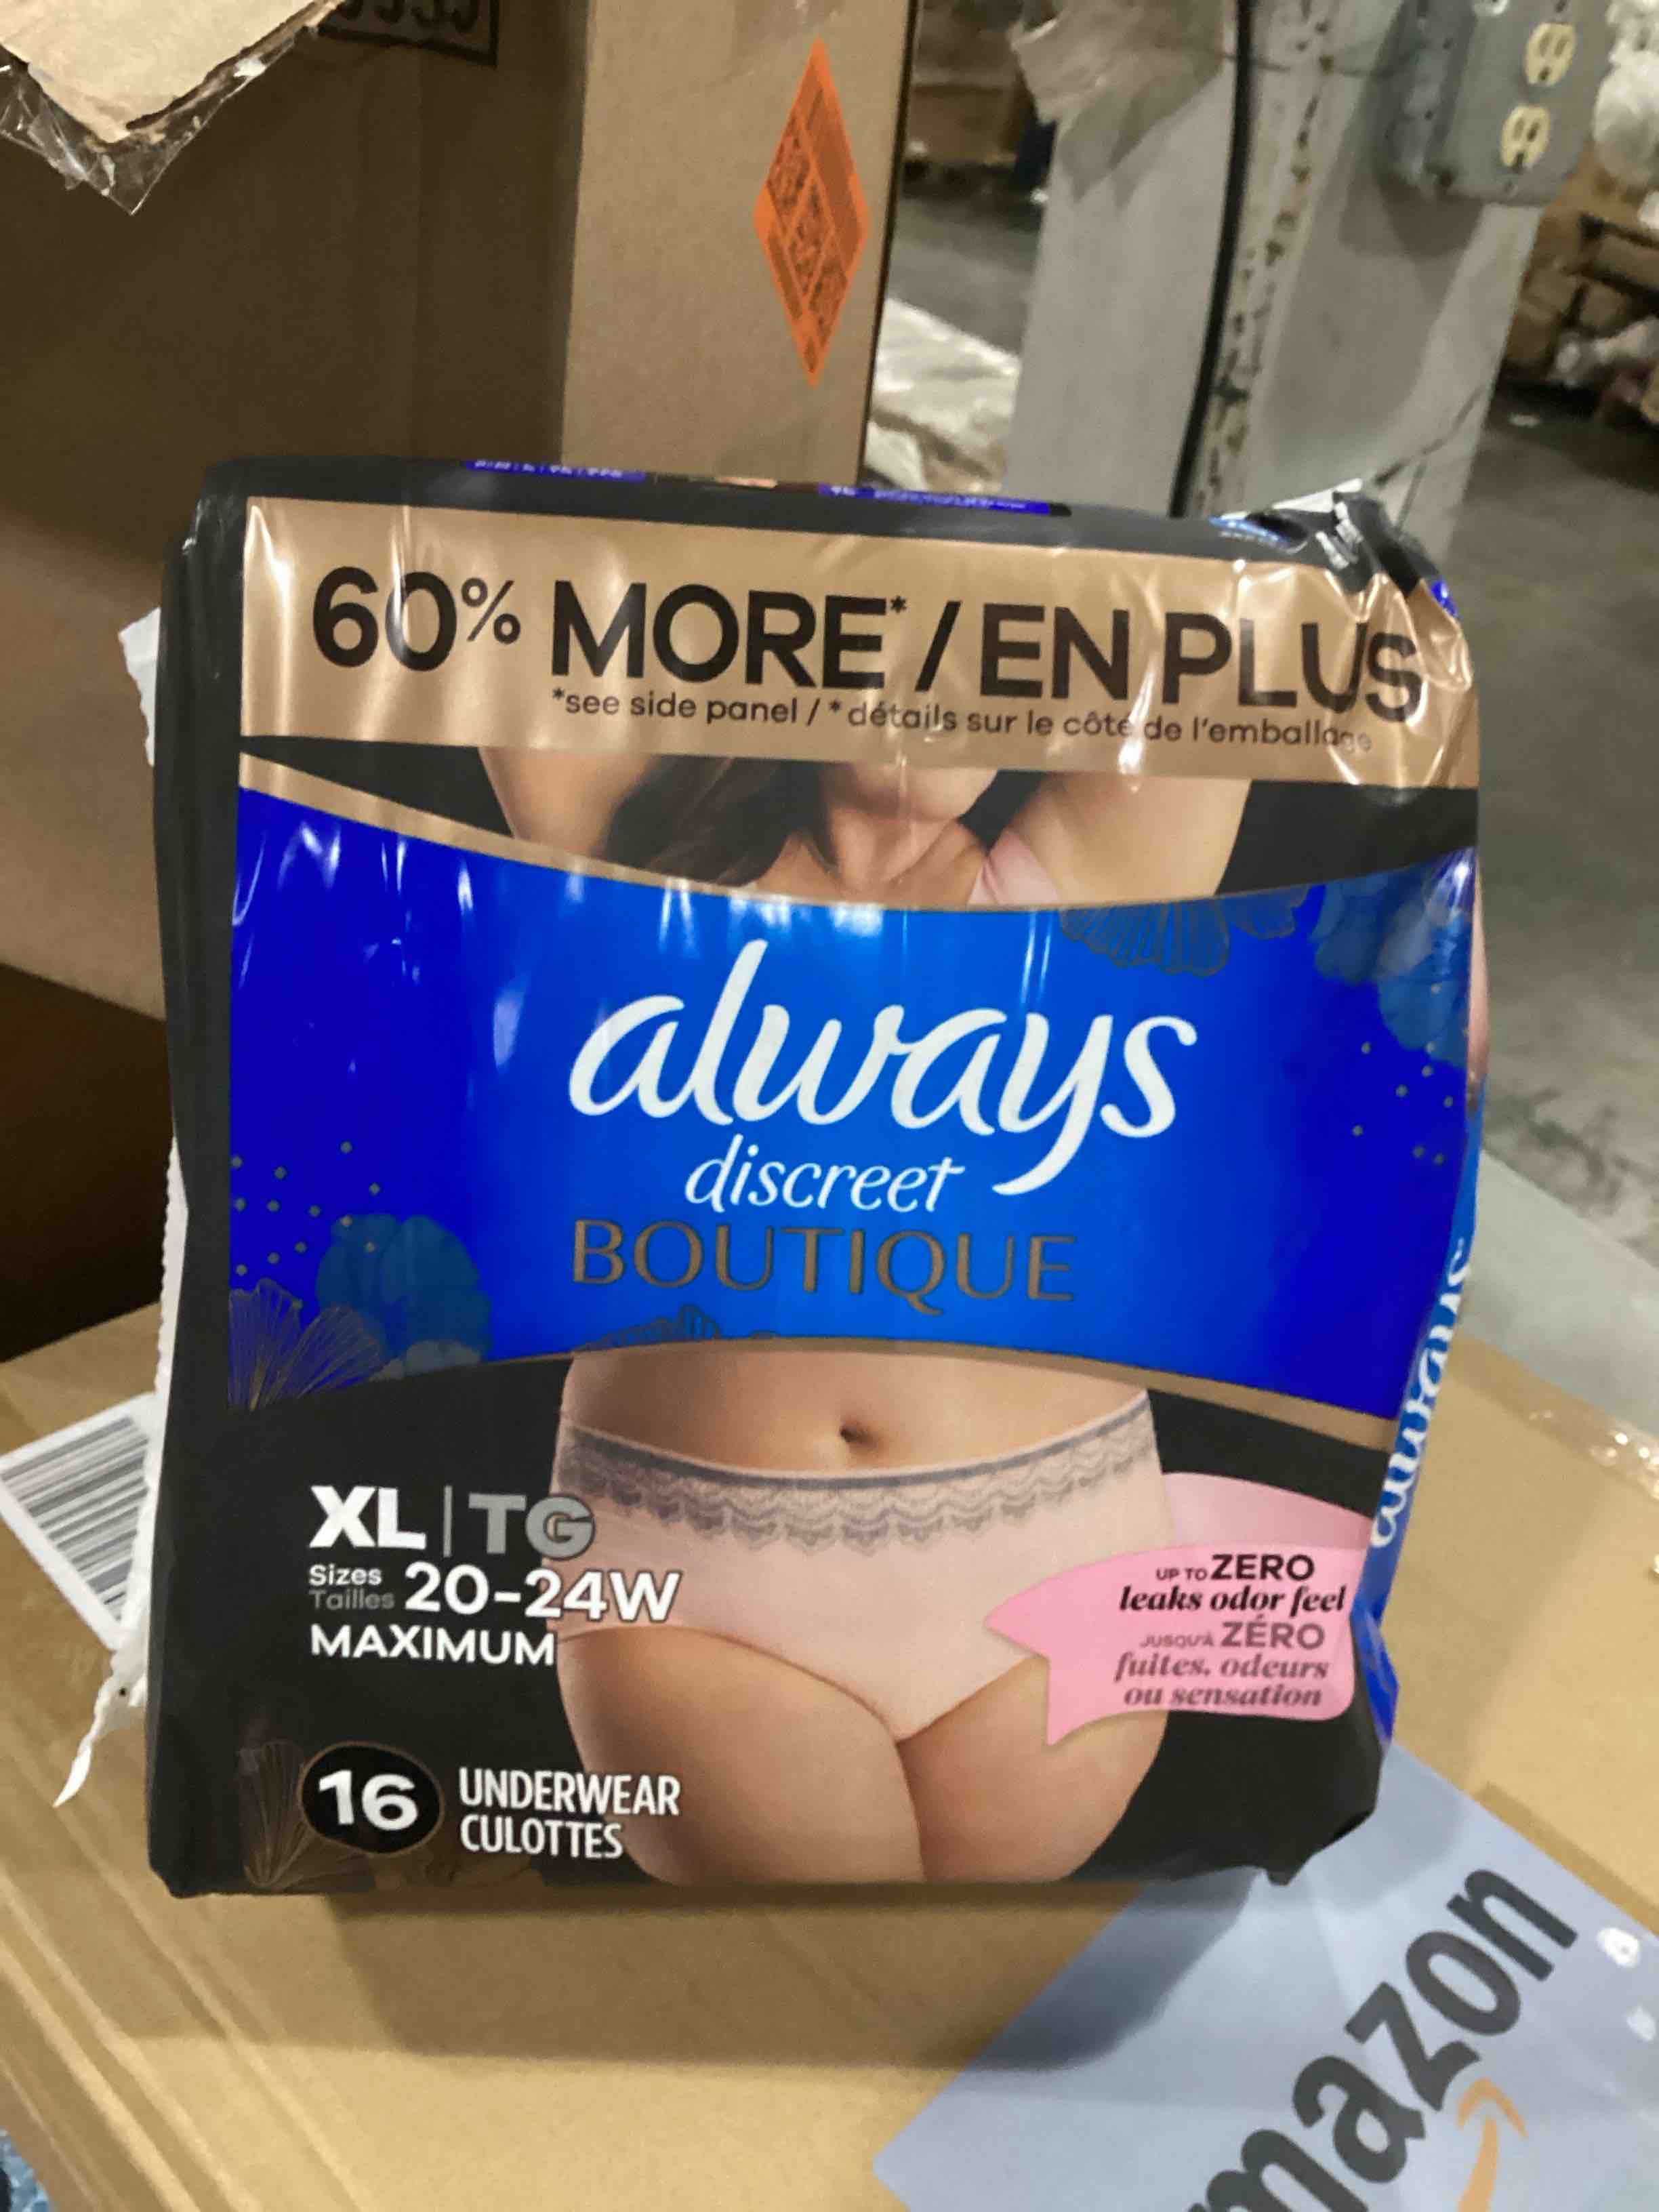 60% MORE* / EN PLUS
*see side panel / * détails sur le côté de l'emballage
always
discreet
BOUTIQUE
always
XL | TG
Sizes
Tailles
20-24W
MAXIMUM
UP TO ZERO
leaks odor feel
JUSQU'À ZÉRO
fuites, odeurs
ou sensation
16 UNDERWEAR
CULOTTES
mazon